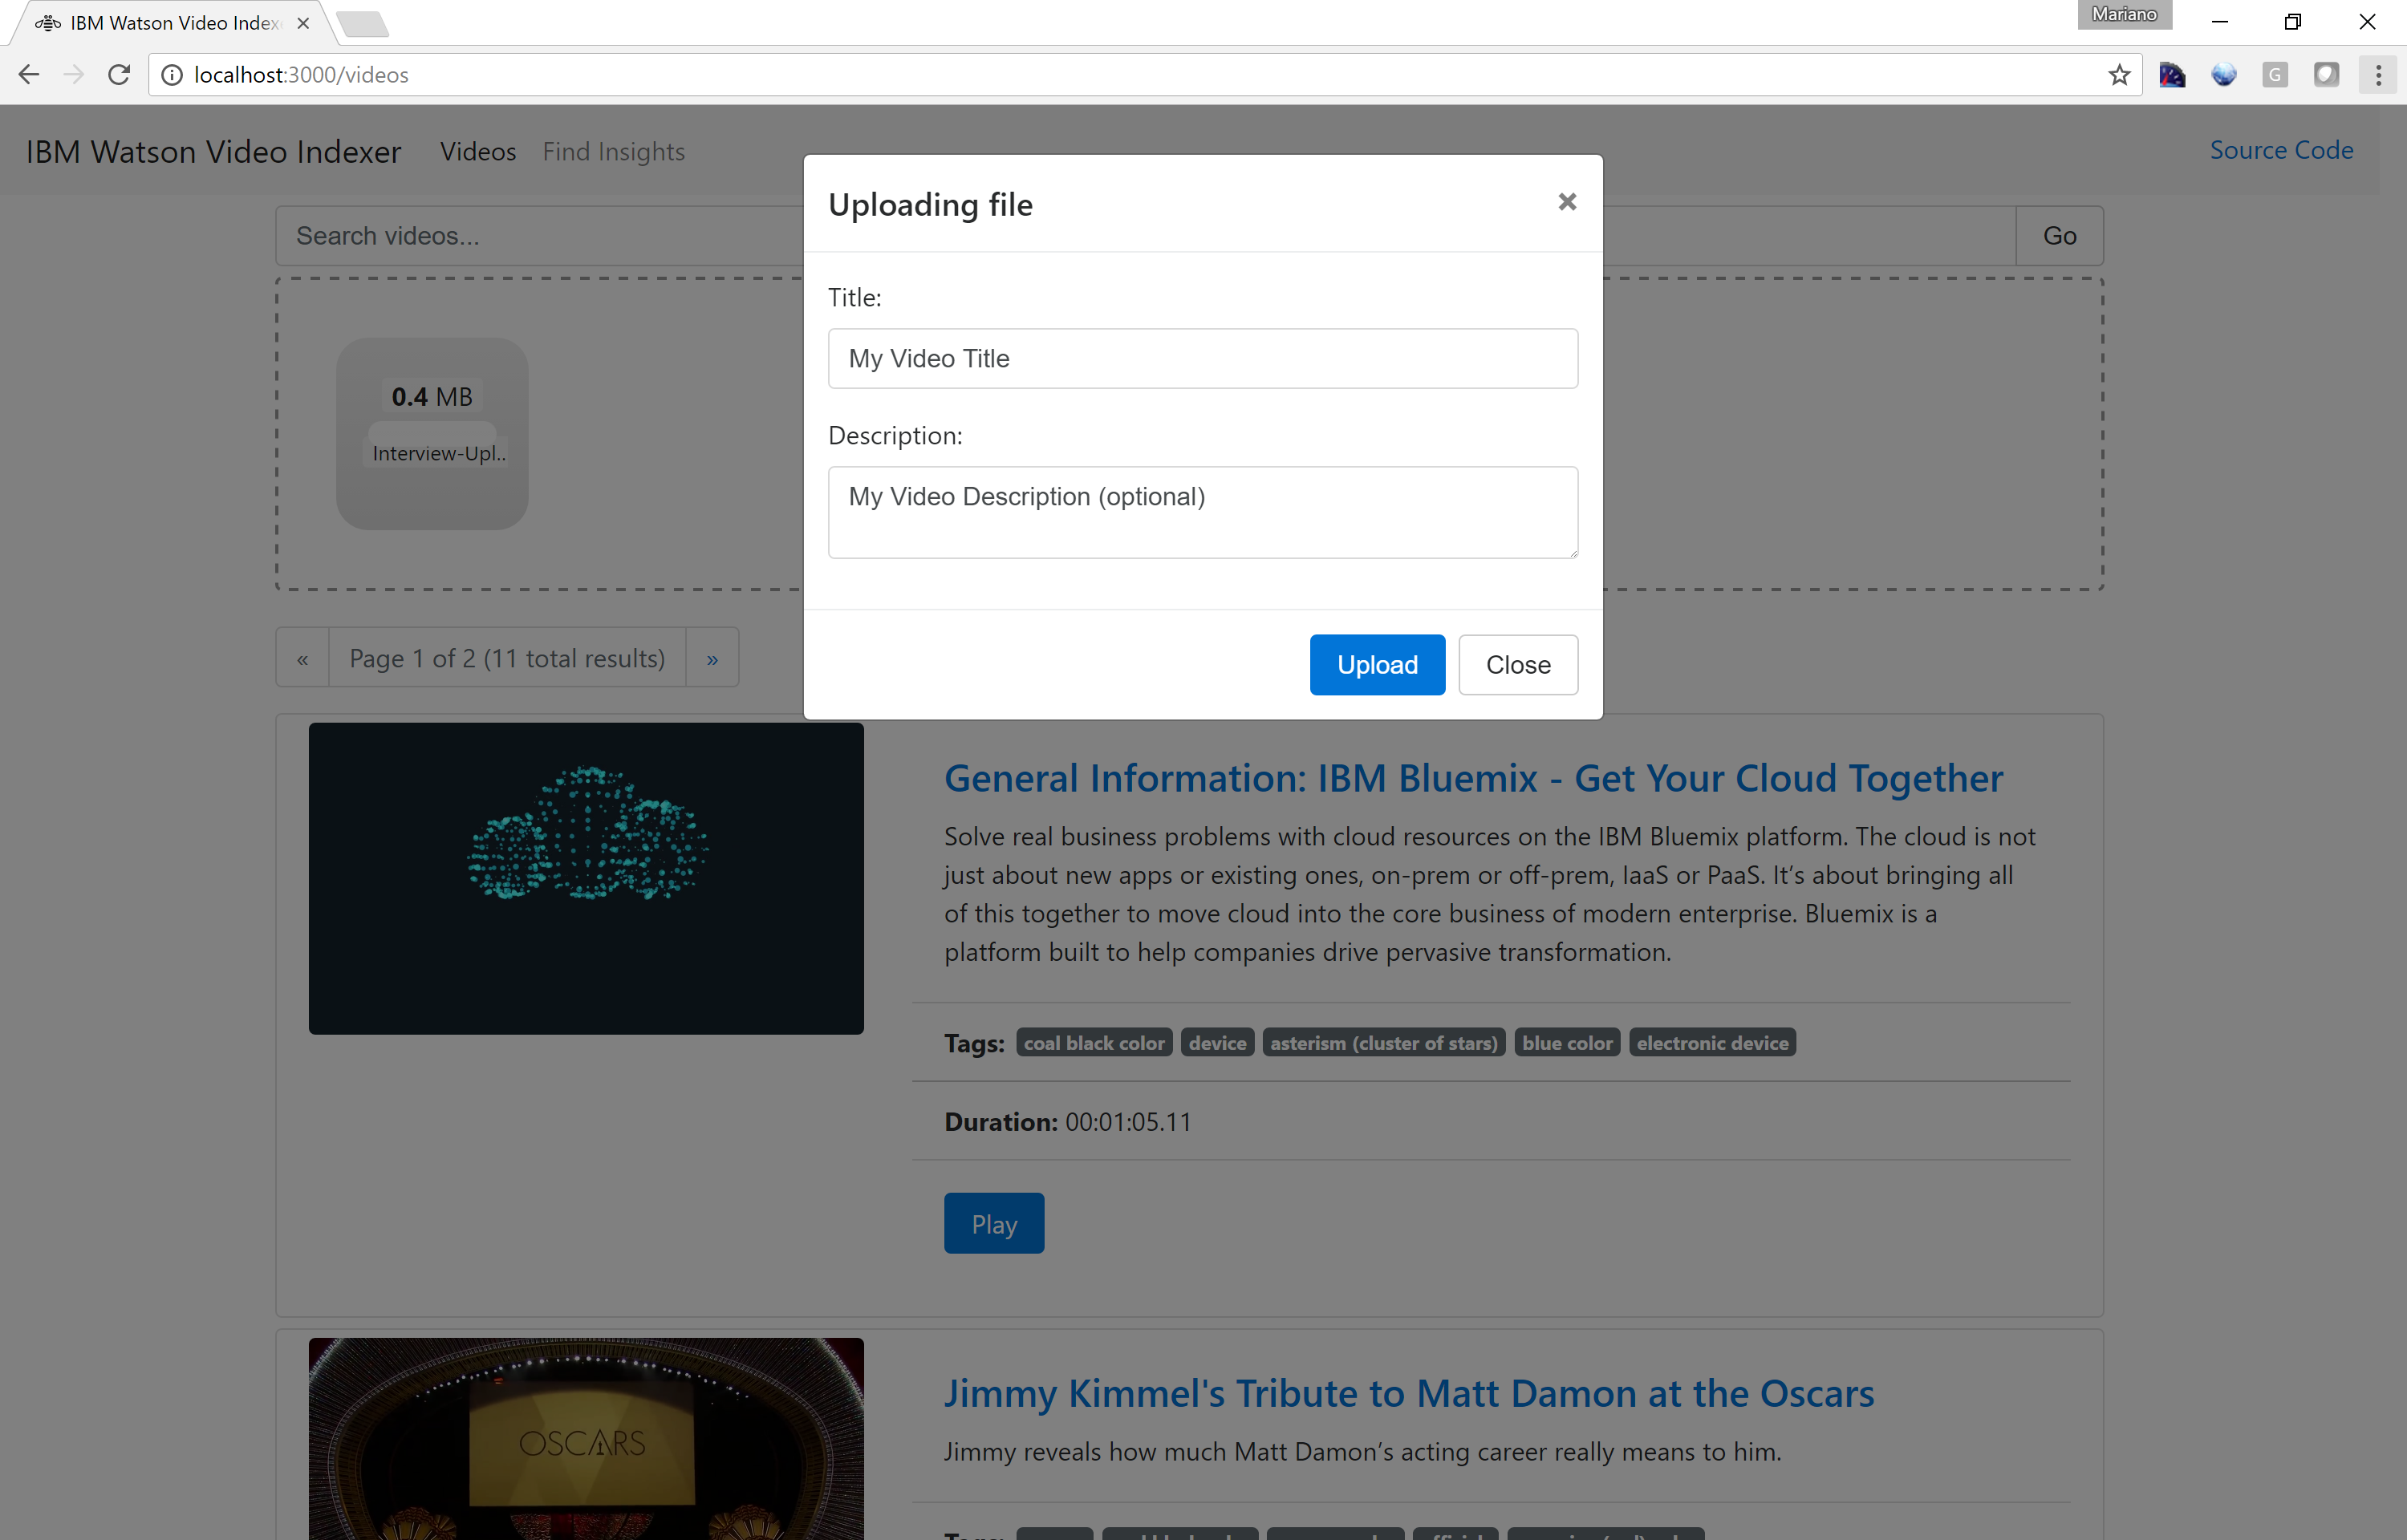 IBM Watson Video Index
Mariano
localhost:3000/videos
G
IBM Watson Video Indexer
Videos
Find Insights
Source Code
Search videos...
Go
0.4 MB
Interview-Upl..
Uploading file
Title:
My Video Title
Description:
My Video Description (optional)
Upload
Close
« Page 1 of 2 (11 total results) »
General Information: IBM Bluemix - Get Your Cloud Together
Solve real business problems with cloud resources on the IBM Bluemix platform. The cloud is not
just about new apps or existing ones, on-prem or off-prem, IaaS or PaaS. It’s about bringing all
of this together to move cloud into the core business of modern enterprise. Bluemix is a
platform built to help companies drive pervasive transformation.
Tags: coal black color device asterism (cluster of stars) blue color electronic device
Duration: 00:01:05.11
Play
OSCARS
Jimmy Kimmel's Tribute to Matt Damon at the Oscars
Jimmy reveals how much Matt Damon’s acting career really means to him.
Tags: